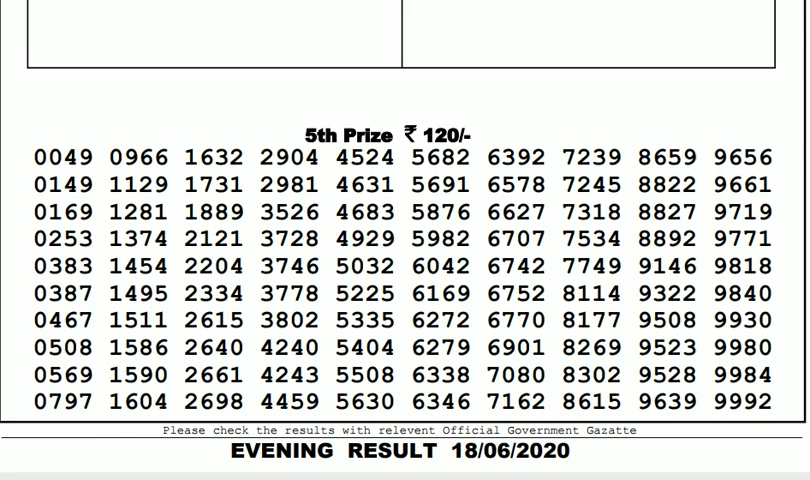 5th Prize ₹ 120/-
0049 0966 1632 2904 4524 5682 6392 7239 8659 9656
0149 1129 1731 2981 4631 5691 6578 7245 8822 9661
0169 1281 1889 3526 4683 5876 6627 7318 8827 9719
0253 1374 2121 3728 4929 5982 6707 7534 8892 9771
0383 1454 2204 3746 5032 6042 6742 7749 9146 9818
0387 1495 2334 3778 5225 6169 6752 8114 9322 9840
0467 1511 2615 3802 5335 6272 6770 8177 9508 9930
0508 1586 2640 4240 5404 6279 6901 8269 9523 9980
0569 1590 2661 4243 5508 6338 7080 8302 9528 9984
0797 1604 2698 4459 5630 6346 7162 8615 9639 9992
Please check the results with relevent Official Government Gazatte
EVENING RESULT 18/06/2020